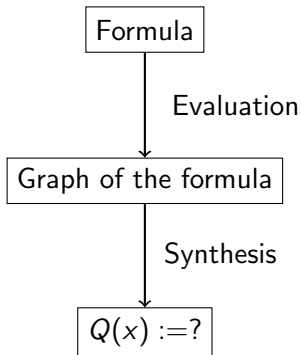 Formula
Evaluation
Graph of the formula
Synthesis
Q(x) :=?